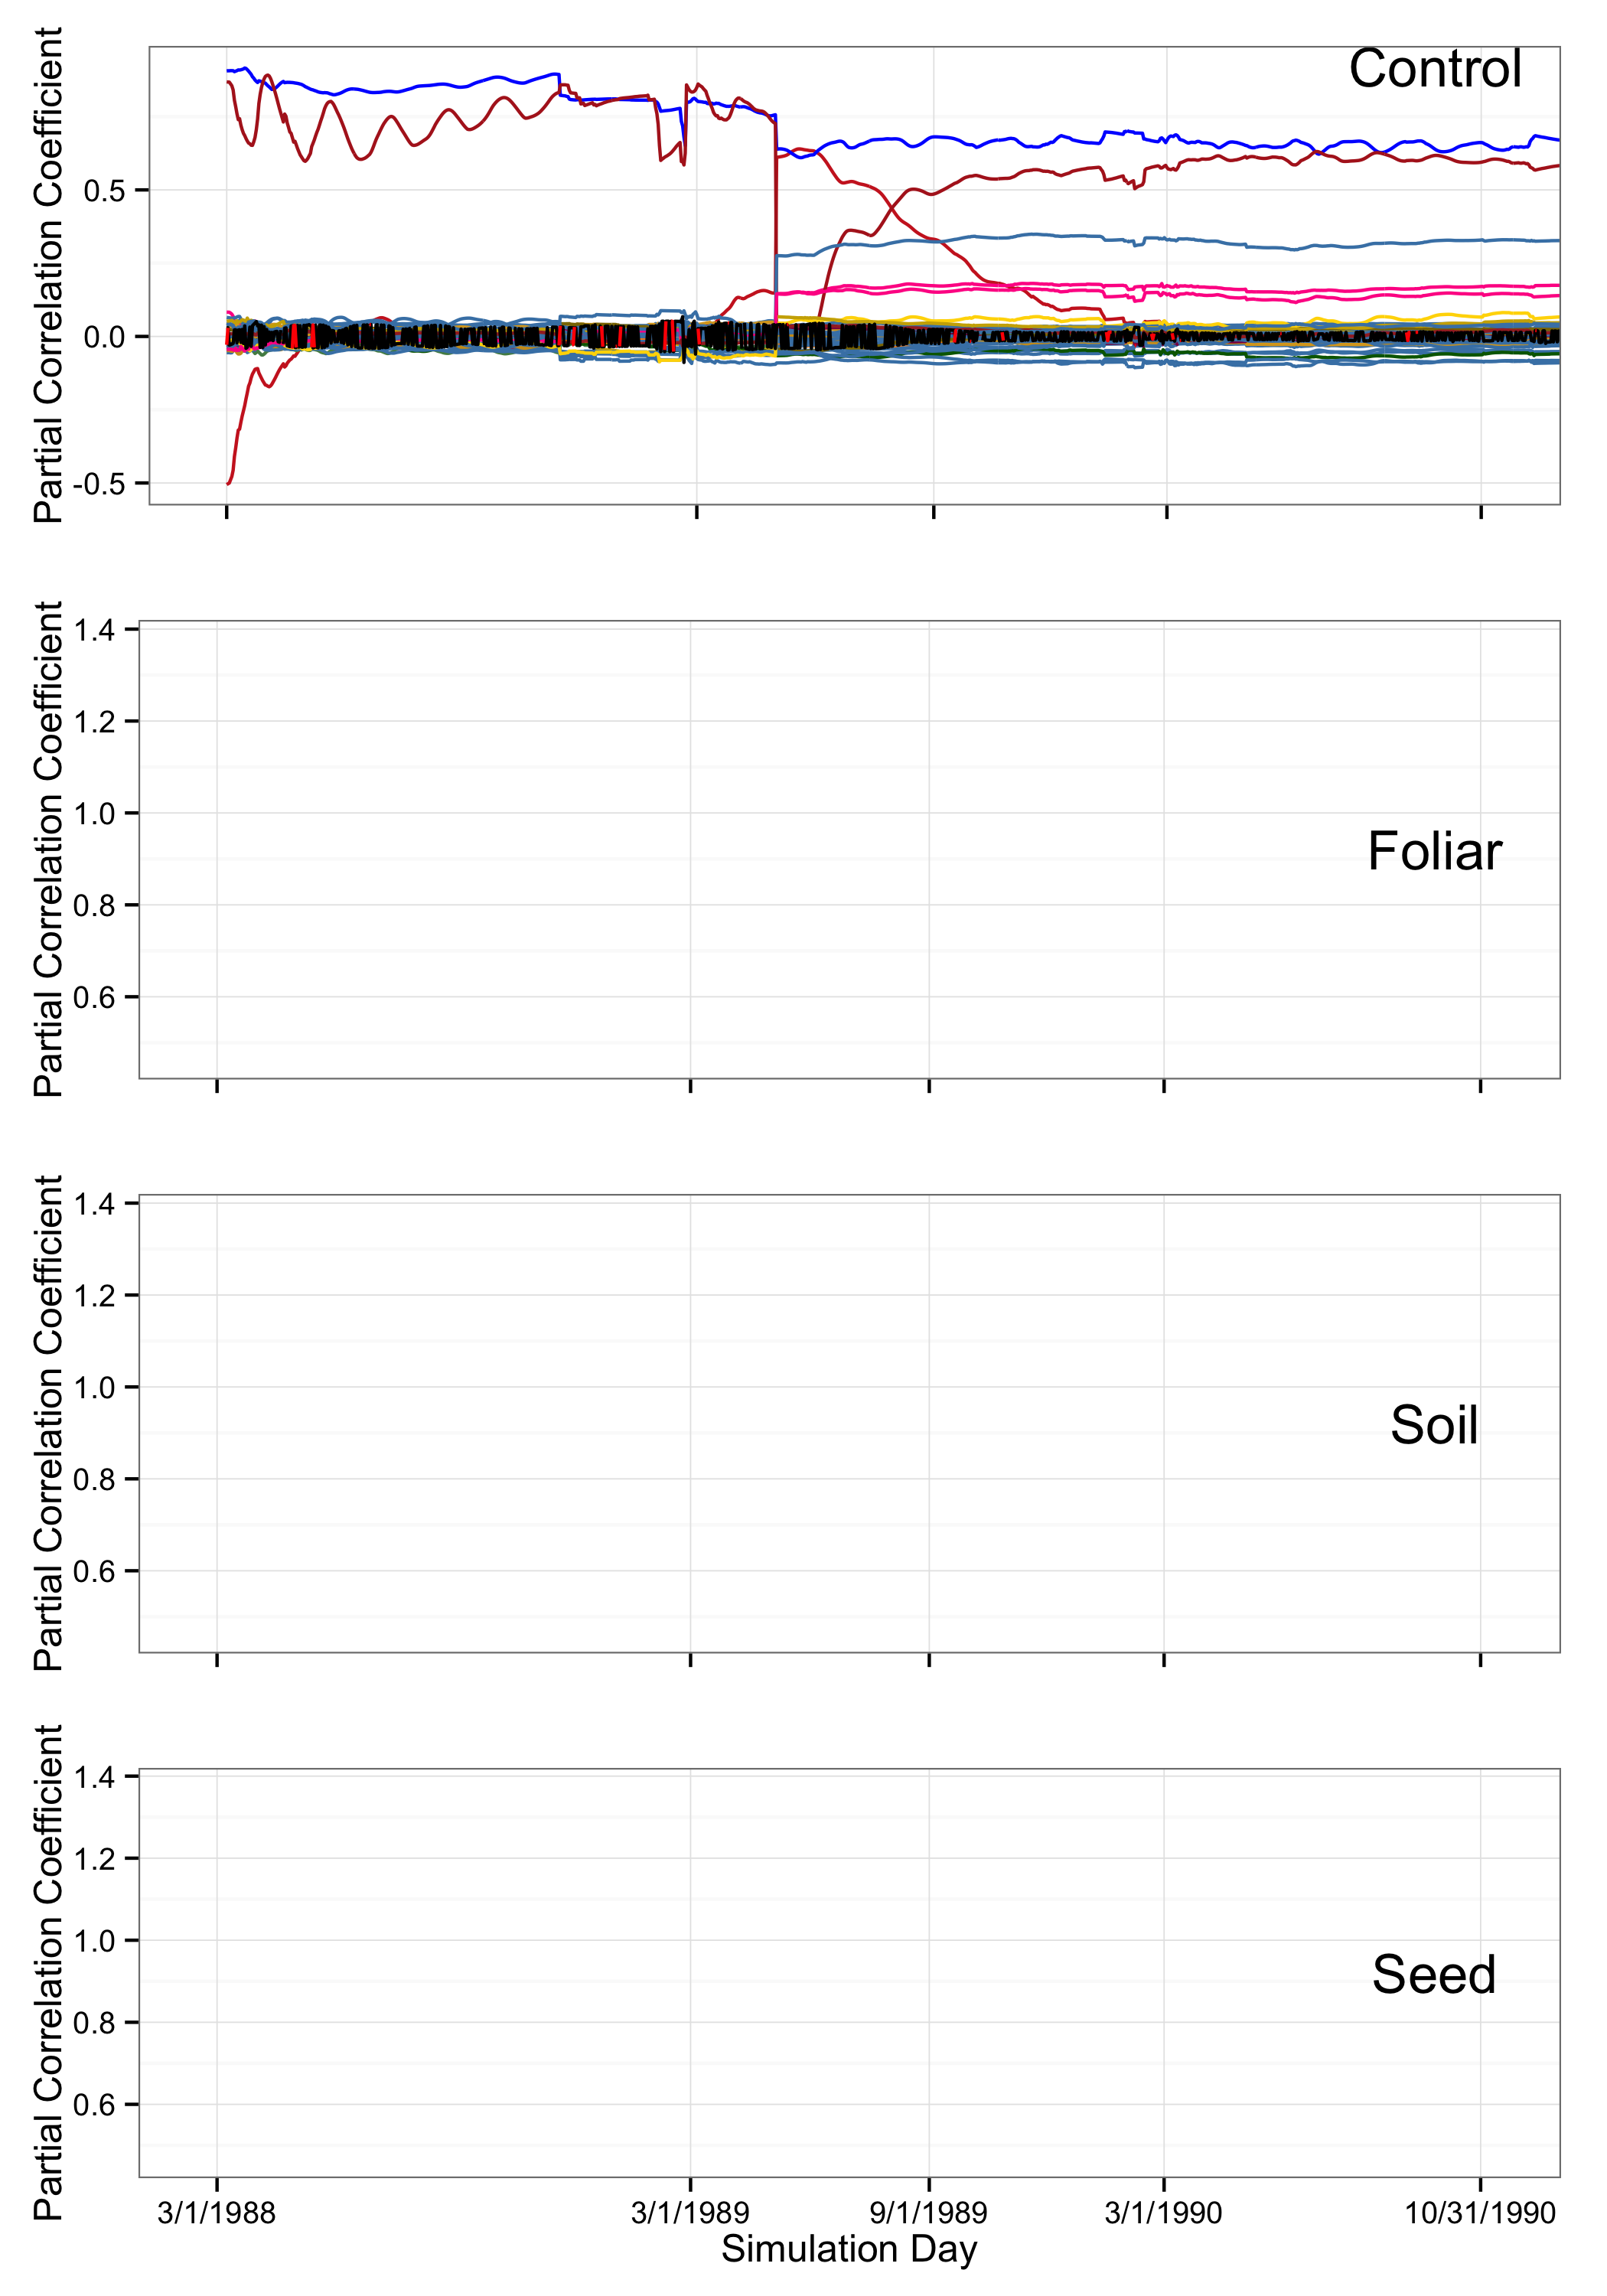 Partial Correlation Coefficient
Control
0.5
0.0
-0.5
Partial Correlation Coefficient
1.4
1.2
1.0
Foliar
0.8
0.6
Partial Correlation Coefficient
1.4
1.2
1.0
Soil
0.8
0.6
Partial Correlation Coefficient
1.4
1.2
1.0
Seed
0.8
0.6
3/1/1988 3/1/1989 9/1/1989 3/1/1990 10/31/1990
Simulation Day